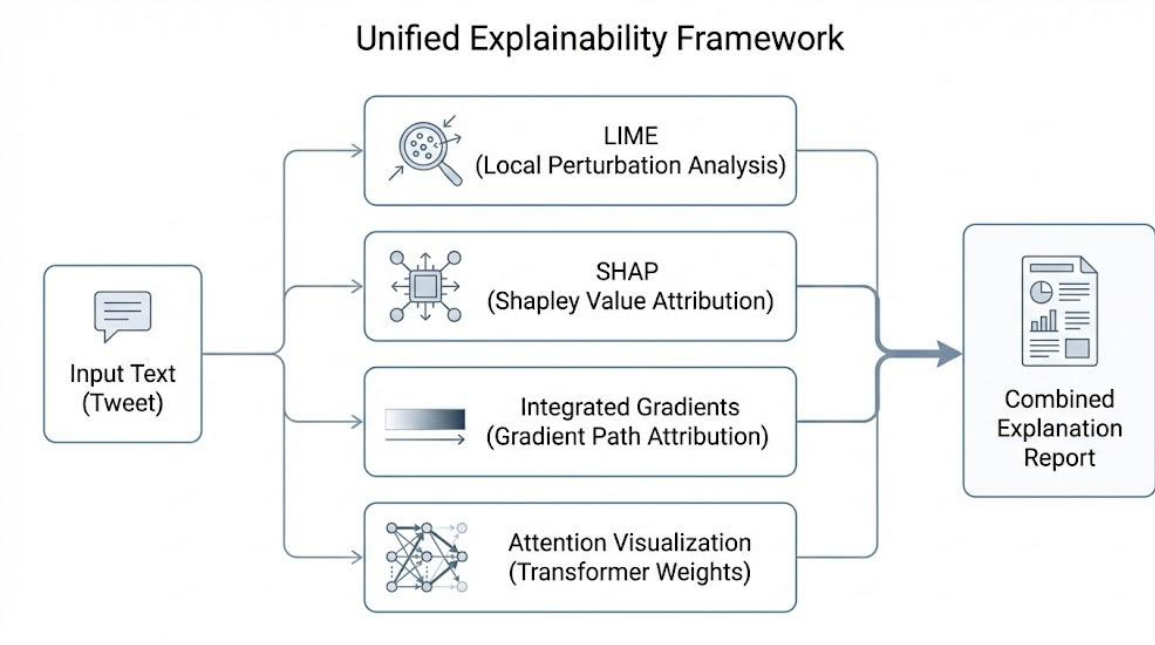 Unified Explainability Framework
LIME
(Local Perturbation Analysis)
SHAP
(Shapley Value Attribution)
Input Text
(Tweet)
Integrated Gradients
(Gradient Path Attribution)
Attention Visualization
(Transformer Weights)
Combined
Explanation
Report